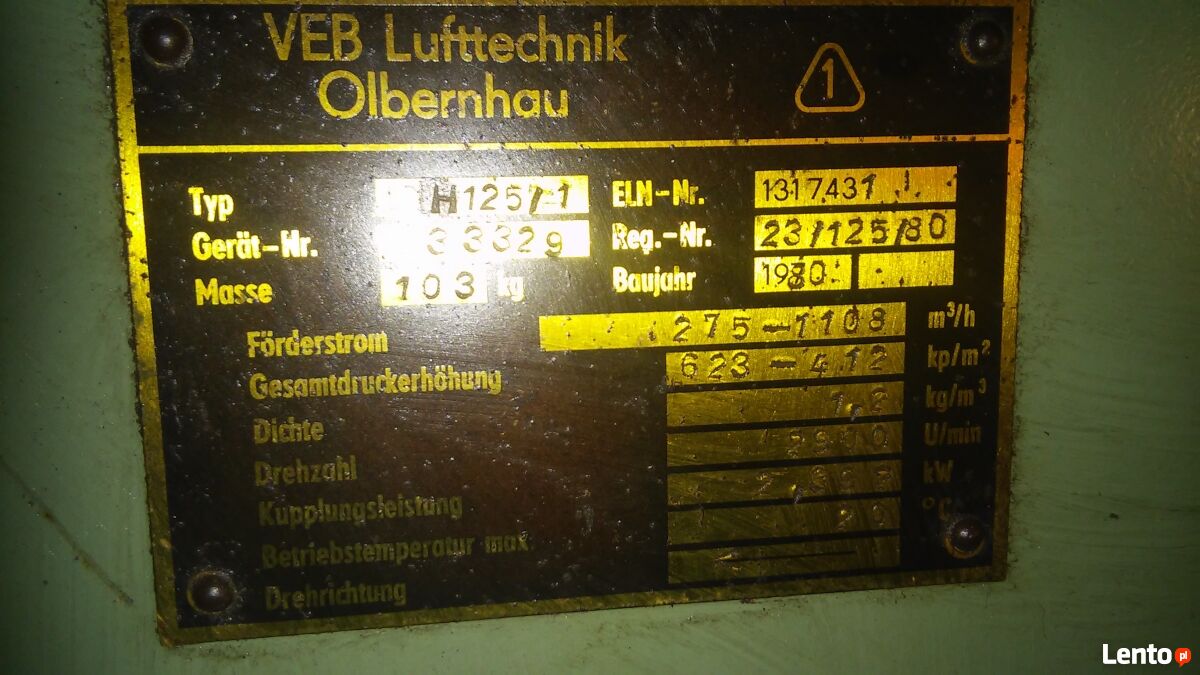 VEB Lufttechnik
Olbernhau
1
Typ H125/1 ELN-Nr. 1317431
Gerät-Nr. 33329 Reg.-Nr. 23/125/80
Masse 103 kg Baujahr 1980
Förderstrom 275-1108 m³/h
Gesamtdruckerhöhung 623-412 kp/m²
Dichte 1,2 kg/m³
Drehzahl U/min
Kupplungsleistung kW
Betriebstemperatur max. 20 °C
Drehrichtung
Lento.pl